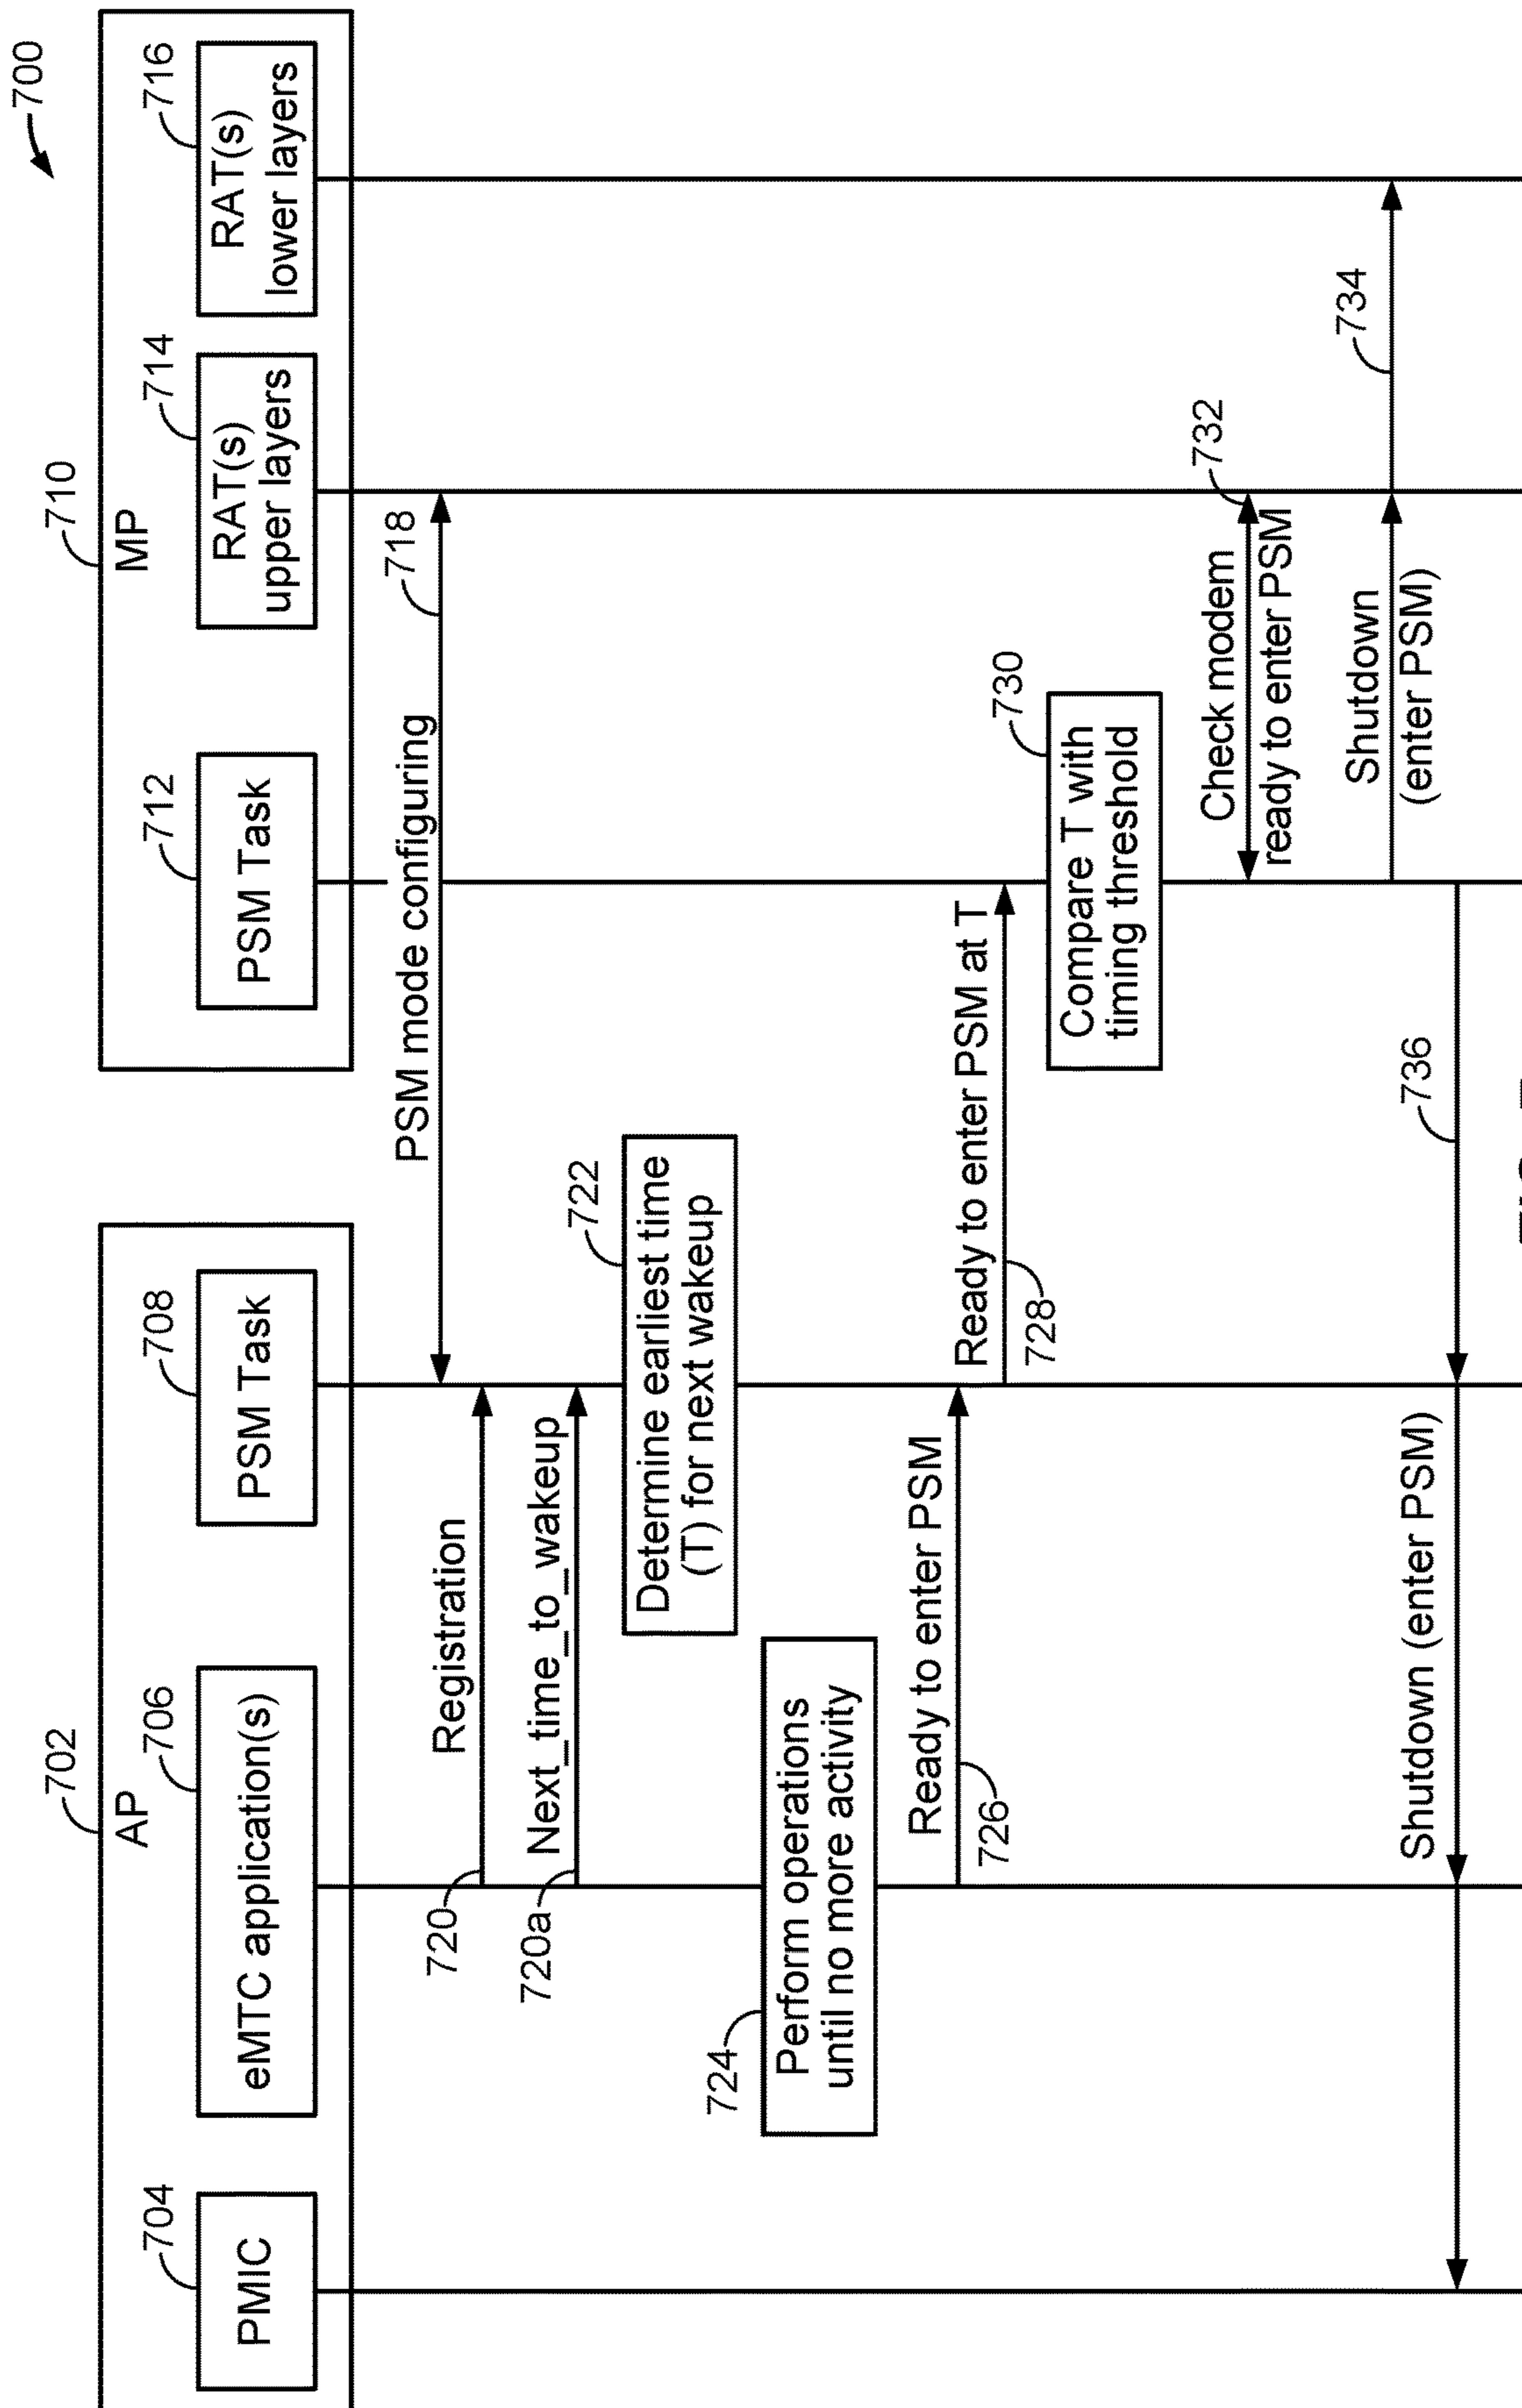 700
702
AP
710
MP
704
PMIC
706
eMTC application(s)
708
PSM Task
712
PSM Task
714
RAT(s)
upper layers
716
RAT(s)
lower layers
PSM mode configuring
718
Registration
720
Next_time_to_wakeup
720a
722
Determine earliest time
(T) for next wakeup
724
Perform operations
until no more activity
Ready to enter PSM
726
Ready to enter PSM at T
728
730
Compare T with
timing threshold
Check modem
ready to enter PSM
732
Shutdown
(enter PSM)
734
736
Shutdown (enter PSM)